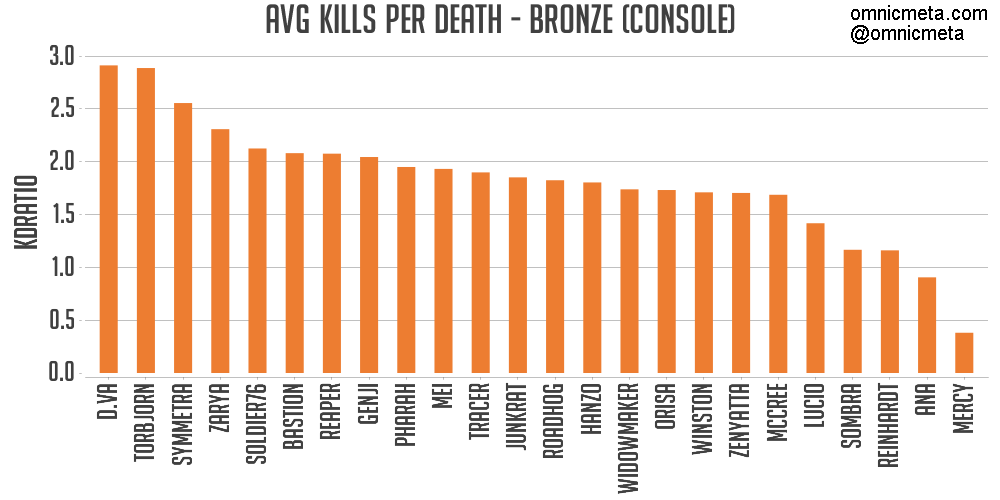 AVG KILLS PER DEATH - BRONZE (CONSOLE)
omnicmeta.com
@omnicmeta
KDRATIO
3.0
2.5
2.0
1.5
1.0
0.5
0.0
D.VA
TORBJORN
SYMMETRA
ZARYA
SOLDIER76
BASTION
REAPER
GENJI
PHARAH
MEI
TRACER
JUNKRAT
ROADHOG
HANZO
WIDOWMAKER
ORISA
WINSTON
ZENYATTA
MCCREE
LUCIO
SOMBRA
REINHARDT
ANA
MERCY